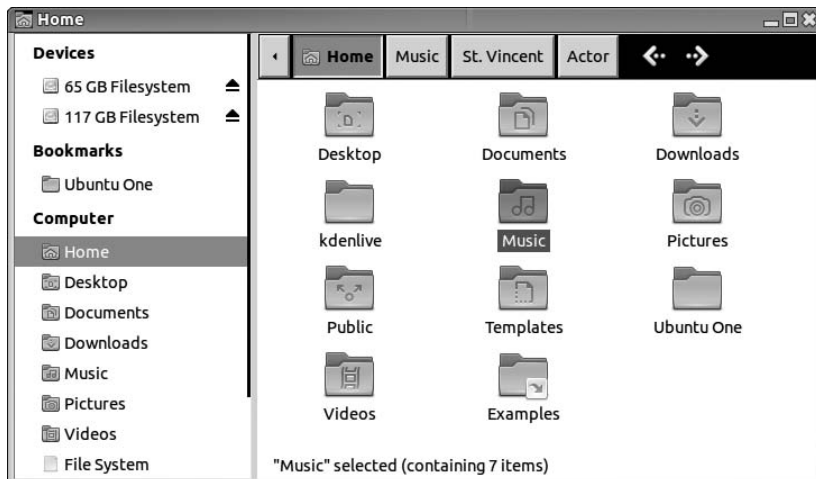 Home
Devices
65 GB Filesystem
117 GB Filesystem
Bookmarks
Ubuntu One
Computer
Home
Desktop
Documents
Downloads
Music
Pictures
Videos
File System
Home Music St. Vincent Actor
Desktop Documents Downloads
kdenlive Music Pictures
Public Templates Ubuntu One
Videos Examples
"Music" selected (containing 7 items)